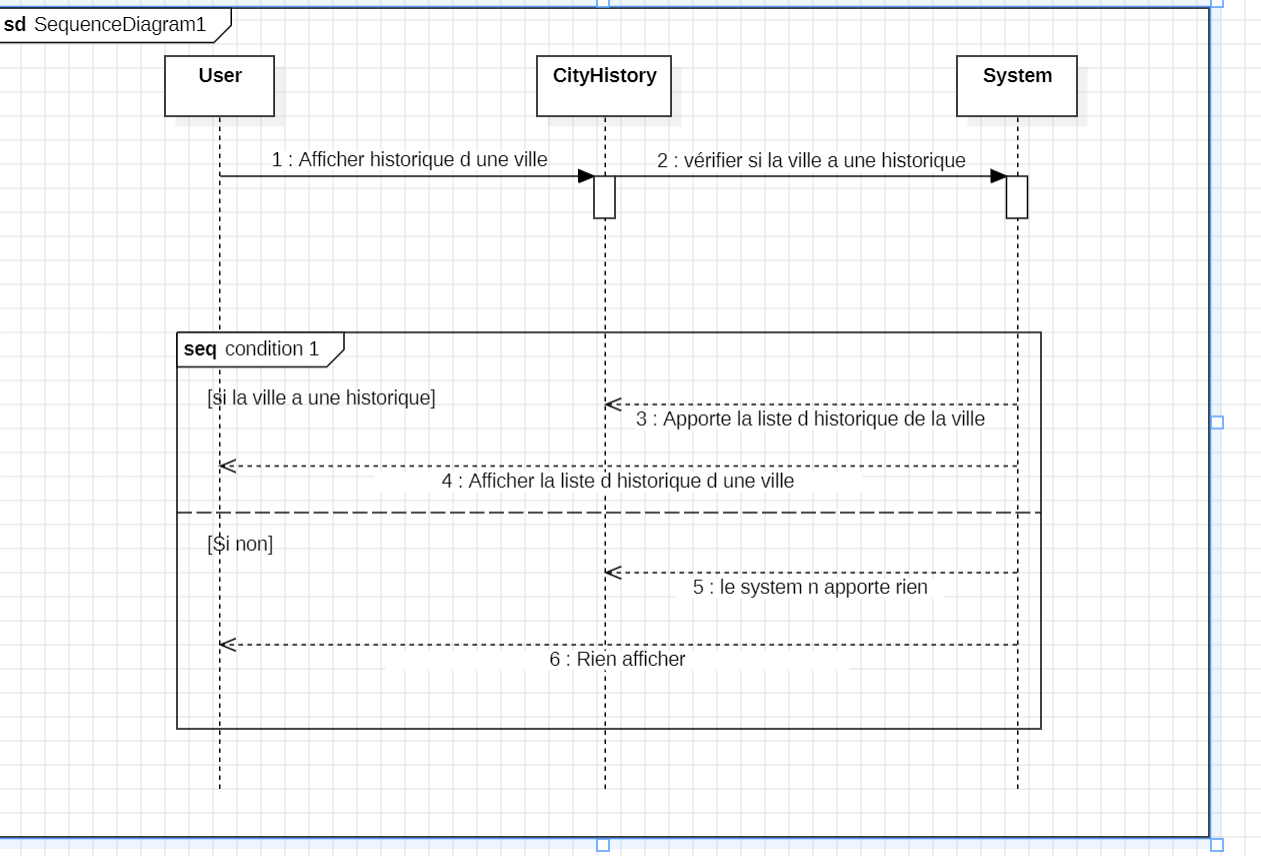 sd SequenceDiagram1
User
CityHistory
System
1 : Afficher historique d une ville
2 : vérifier si la ville a une historique
seq condition 1
[si la ville a une historique]
3 : Apporte la liste d historique de la ville
4 : Afficher la liste d historique d une ville
[Si non]
5 : le system n apporte rien
6 : Rien afficher